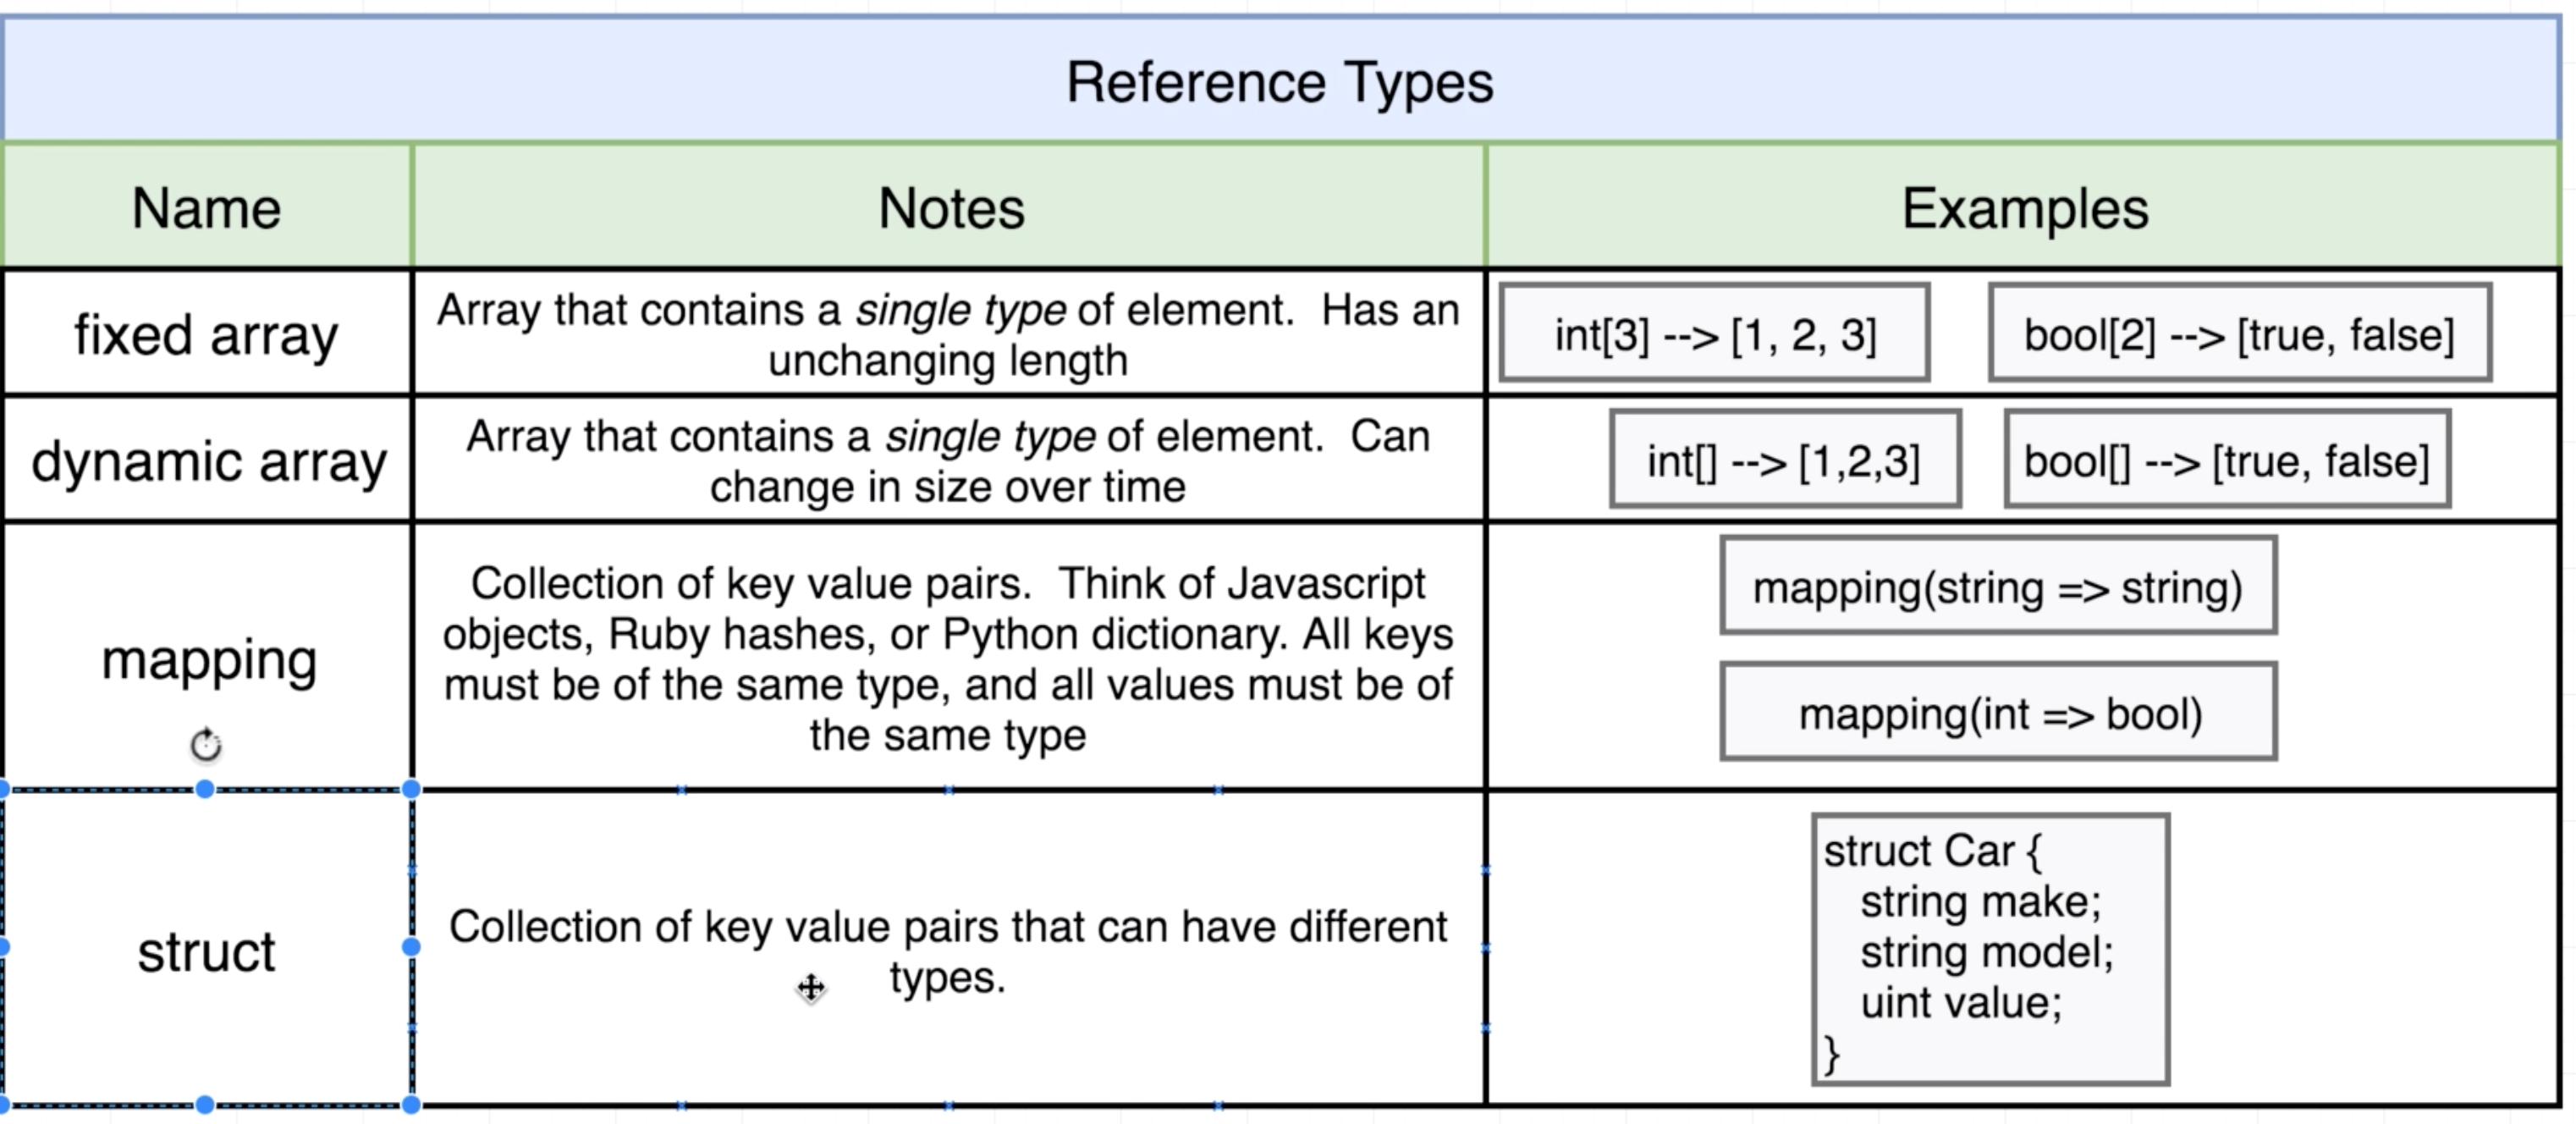 Reference Types
Name
Notes
Examples
fixed array
Array that contains a single type of element.  Has an
unchanging length
int[3] --> [1, 2, 3]
bool[2] --> [true, false]
dynamic array
Array that contains a single type of element.  Can
change in size over time
int[] --> [1,2,3]
bool[] --> [true, false]
mapping
Collection of key value pairs.  Think of Javascript
objects, Ruby hashes, or Python dictionary. All keys
must be of the same type, and all values must be of
the same type
mapping(string => string)
mapping(int => bool)
struct
Collection of key value pairs that can have different
types.
struct Car {
string make;
string model;
uint value;
}